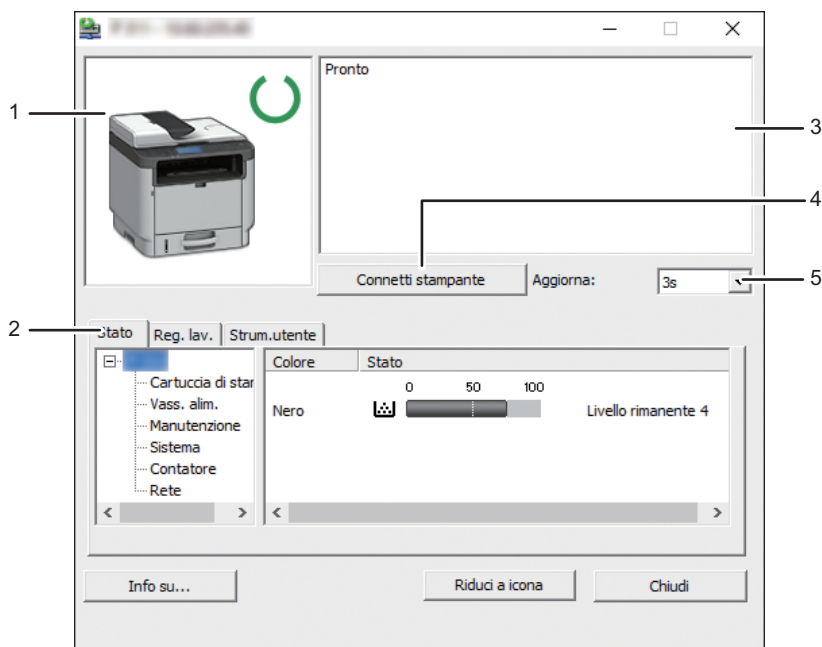 Pronto
1
3
4
Connetti stampante
Aggiorna:
3s
5
2
Stato
Reg. lav.
Strum.utente
Colore
Stato
Cartuccia di star
Vass. alim.
Manutenzione
Sistema
Contatore
Rete
0 50 100
Nero
Livello rimanente 4
Info su...
Riduci a icona
Chiudi